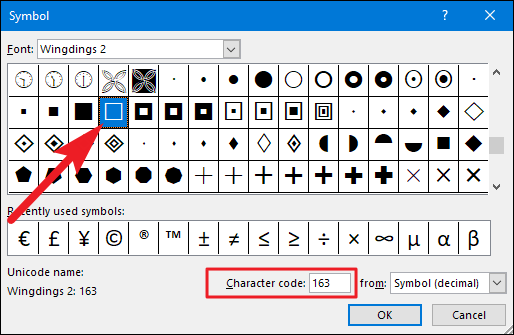 Symbol
Font: Wingdings 2
Recently used symbols:
€ £ ¥ © ® ™ ± ≠ ≤ ≥ ÷ × ∞ µ α β
Unicode name:
Wingdings 2: 163
Character code: 163 from: Symbol (decimal)
OK Cancel